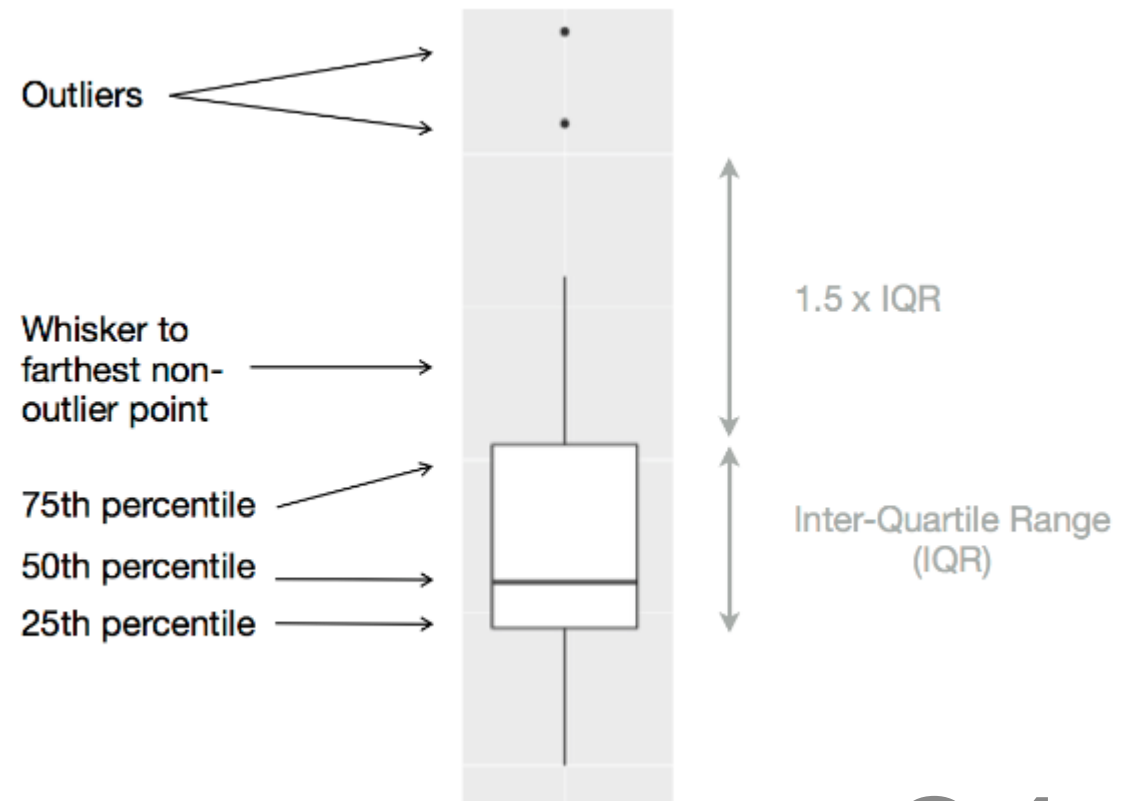 Outliers
1.5 x IQR
Whisker to
farthest non-
outlier point
75th percentile
Inter-Quartile Range
(IQR)
50th percentile
25th percentile